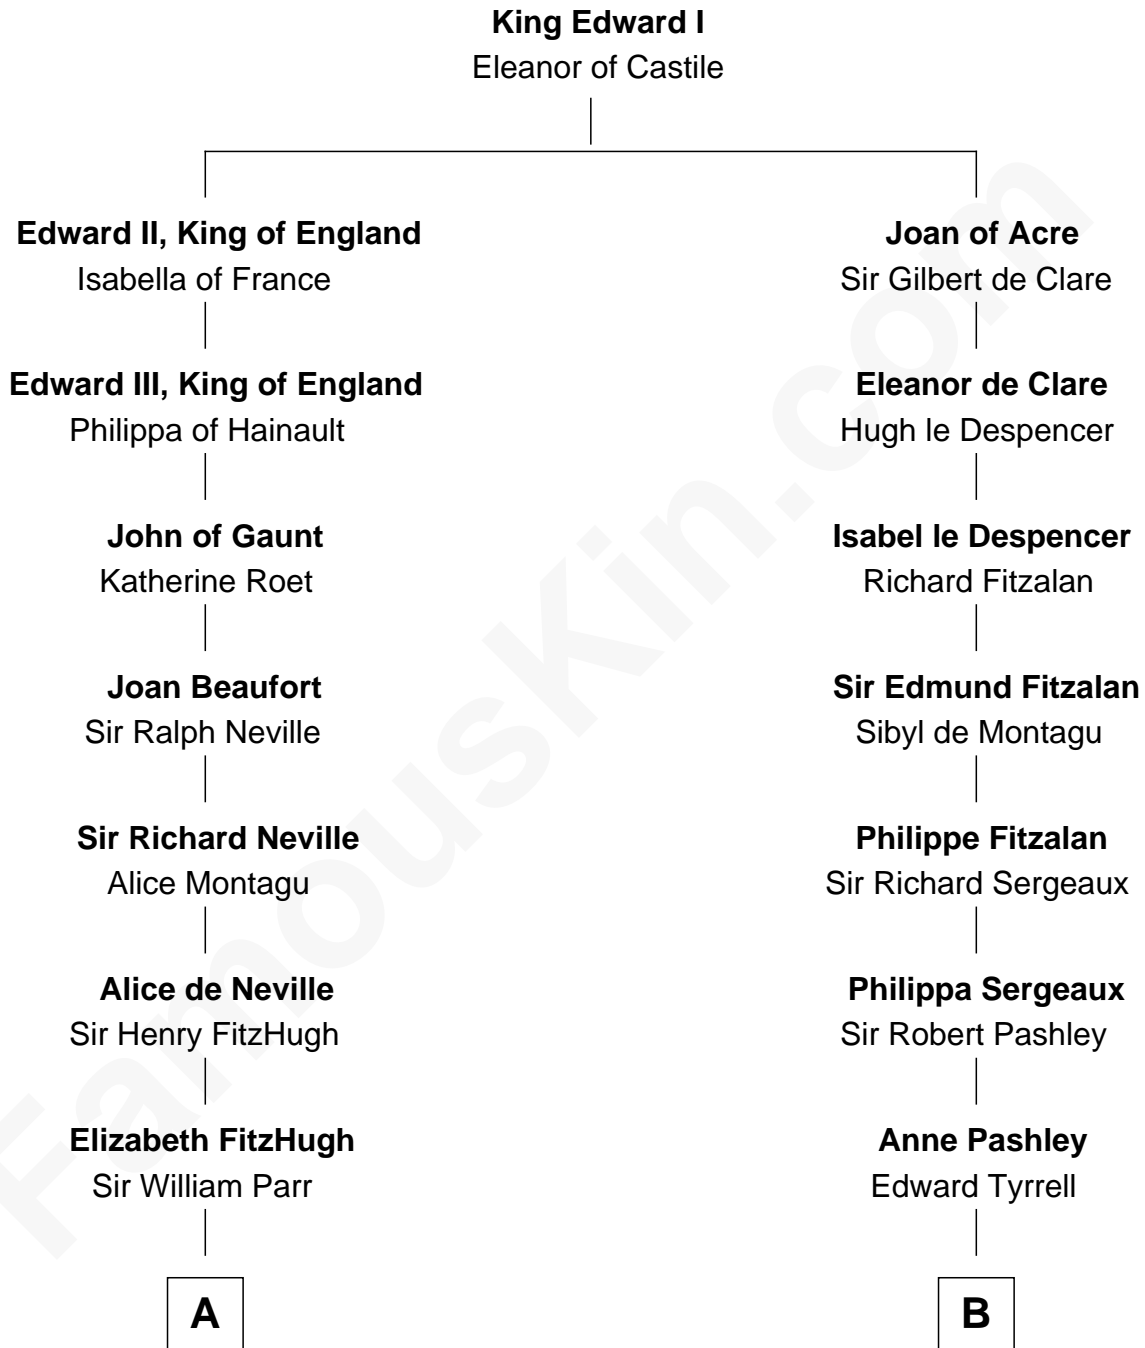 King Edward I
Eleanor of Castile
Edward II, King of England
Isabella of France
Joan of Acre
Sir Gilbert de Clare
Edward III, King of England
Philippa of Hainault
Eleanor de Clare
Hugh le Despencer
John of Gaunt
Katherine Roet
Isabel le Despencer
Richard Fitzalan
Joan Beaufort
Sir Ralph Neville
Sir Edmund Fitzalan
Sibyl de Montagu
Sir Richard Neville
Alice Montagu
Philippe Fitzalan
Sir Richard Sergeaux
Alice de Neville
Sir Henry FitzHugh
Philippa Sergeaux
Sir Robert Pashley
Elizabeth FitzHugh
Sir William Parr
Anne Pashley
Edward Tyrrell
A
B
FamousKin.com